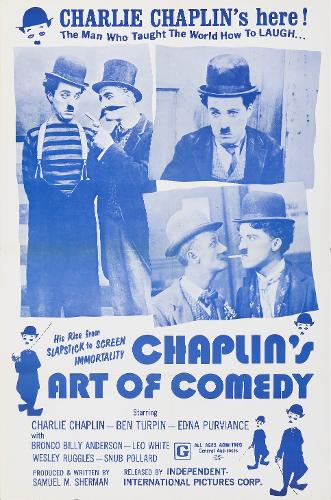 CHARLIE CHAPLIN's here!
The Man Who Taught The World How To LAUGH...
His Rise from
SLAPSTICK to SCREEN
IMMORTALITY
CHAPLIN's
ART OF COMEDY
Starring
CHARLIE CHAPLIN — BEN TURPIN — EDNA PURVIANCE
with
BRONCO BILLY ANDERSON — LEO WHITE
WESLEY RUGGLES — SNUB POLLARD
G ALL AGES ADMITTED
General Audiences
PRODUCED & WRITTEN BY
SAMUEL M. SHERMAN
RELEASED BY INDEPENDENT-
INTERNATIONAL PICTURES CORP.